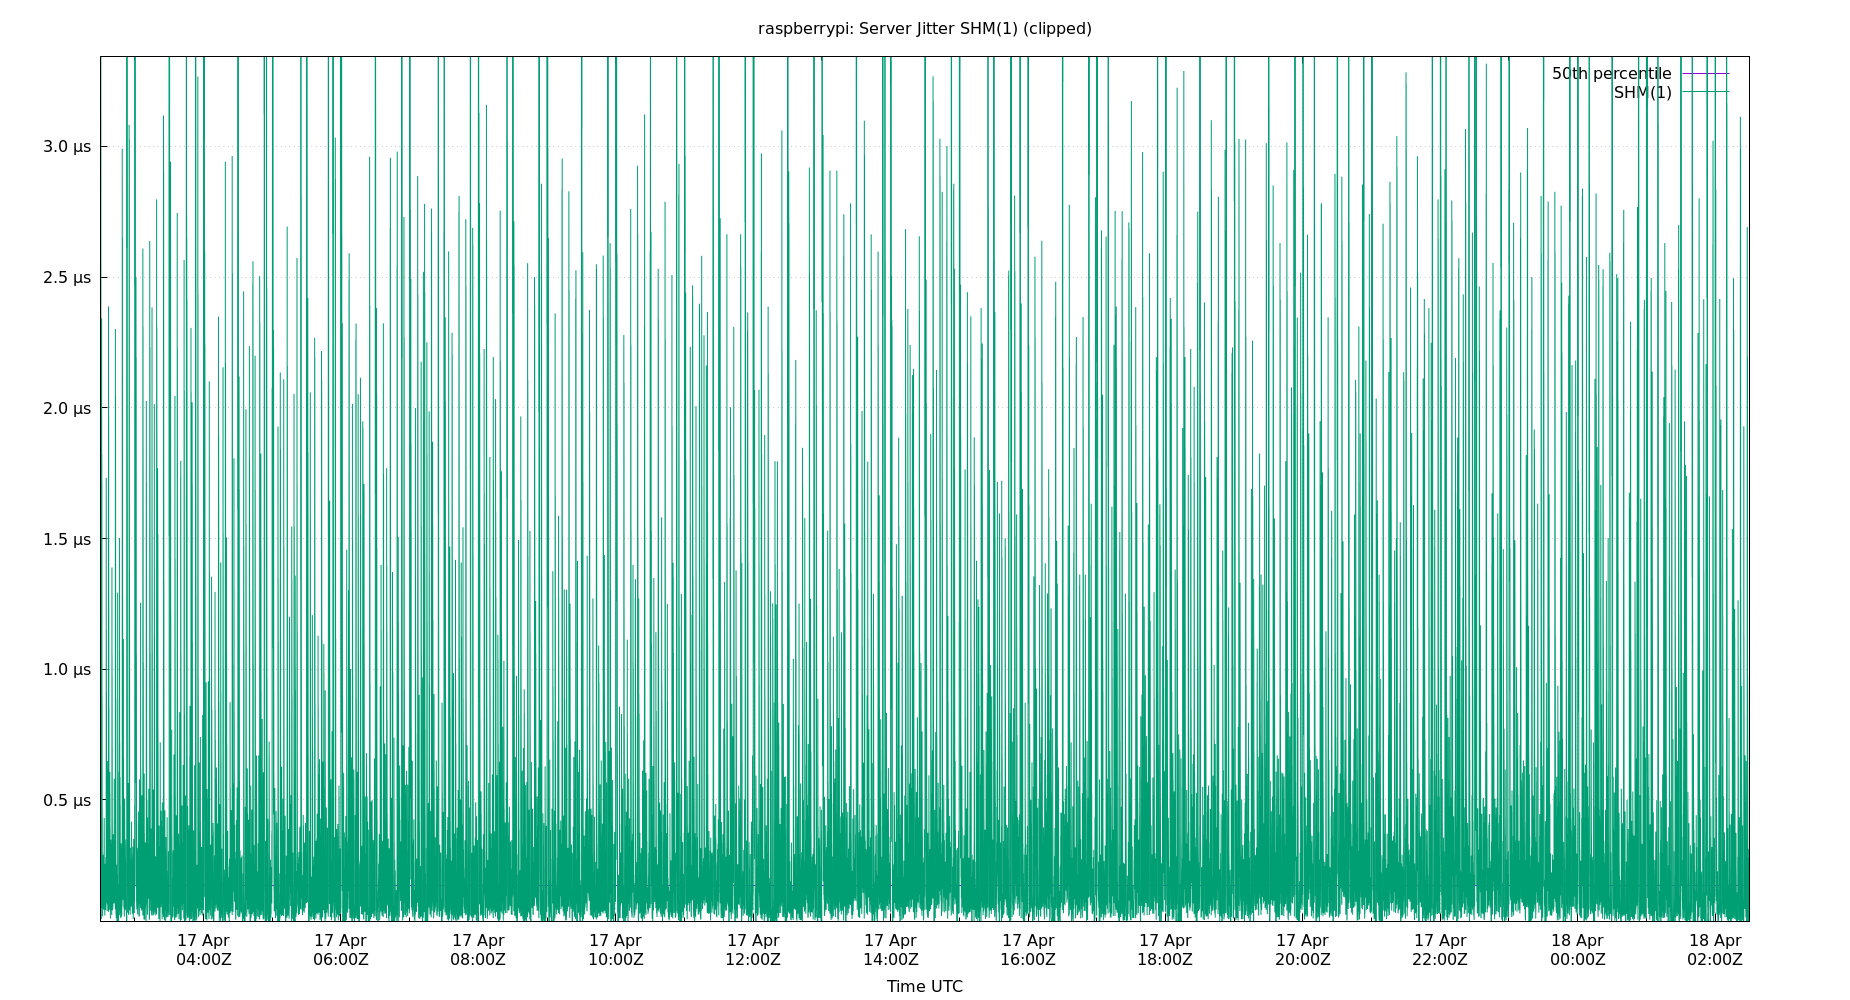 raspberrypi: Server Jitter SHM(1) (clipped)
50th percentile
SHM(1)
3.0 μs
2.5 μs
2.0 μs
1.5 μs
1.0 μs
0.5 μs
17 Apr 17 Apr 17 Apr 17 Apr 17 Apr 17 Apr 17 Apr 17 Apr 17 Apr 17 Apr 18 Apr 18 Apr
04:00Z 06:00Z 08:00Z 10:00Z 12:00Z 14:00Z 16:00Z 18:00Z 20:00Z 22:00Z 00:00Z 02:00Z
Time UTC